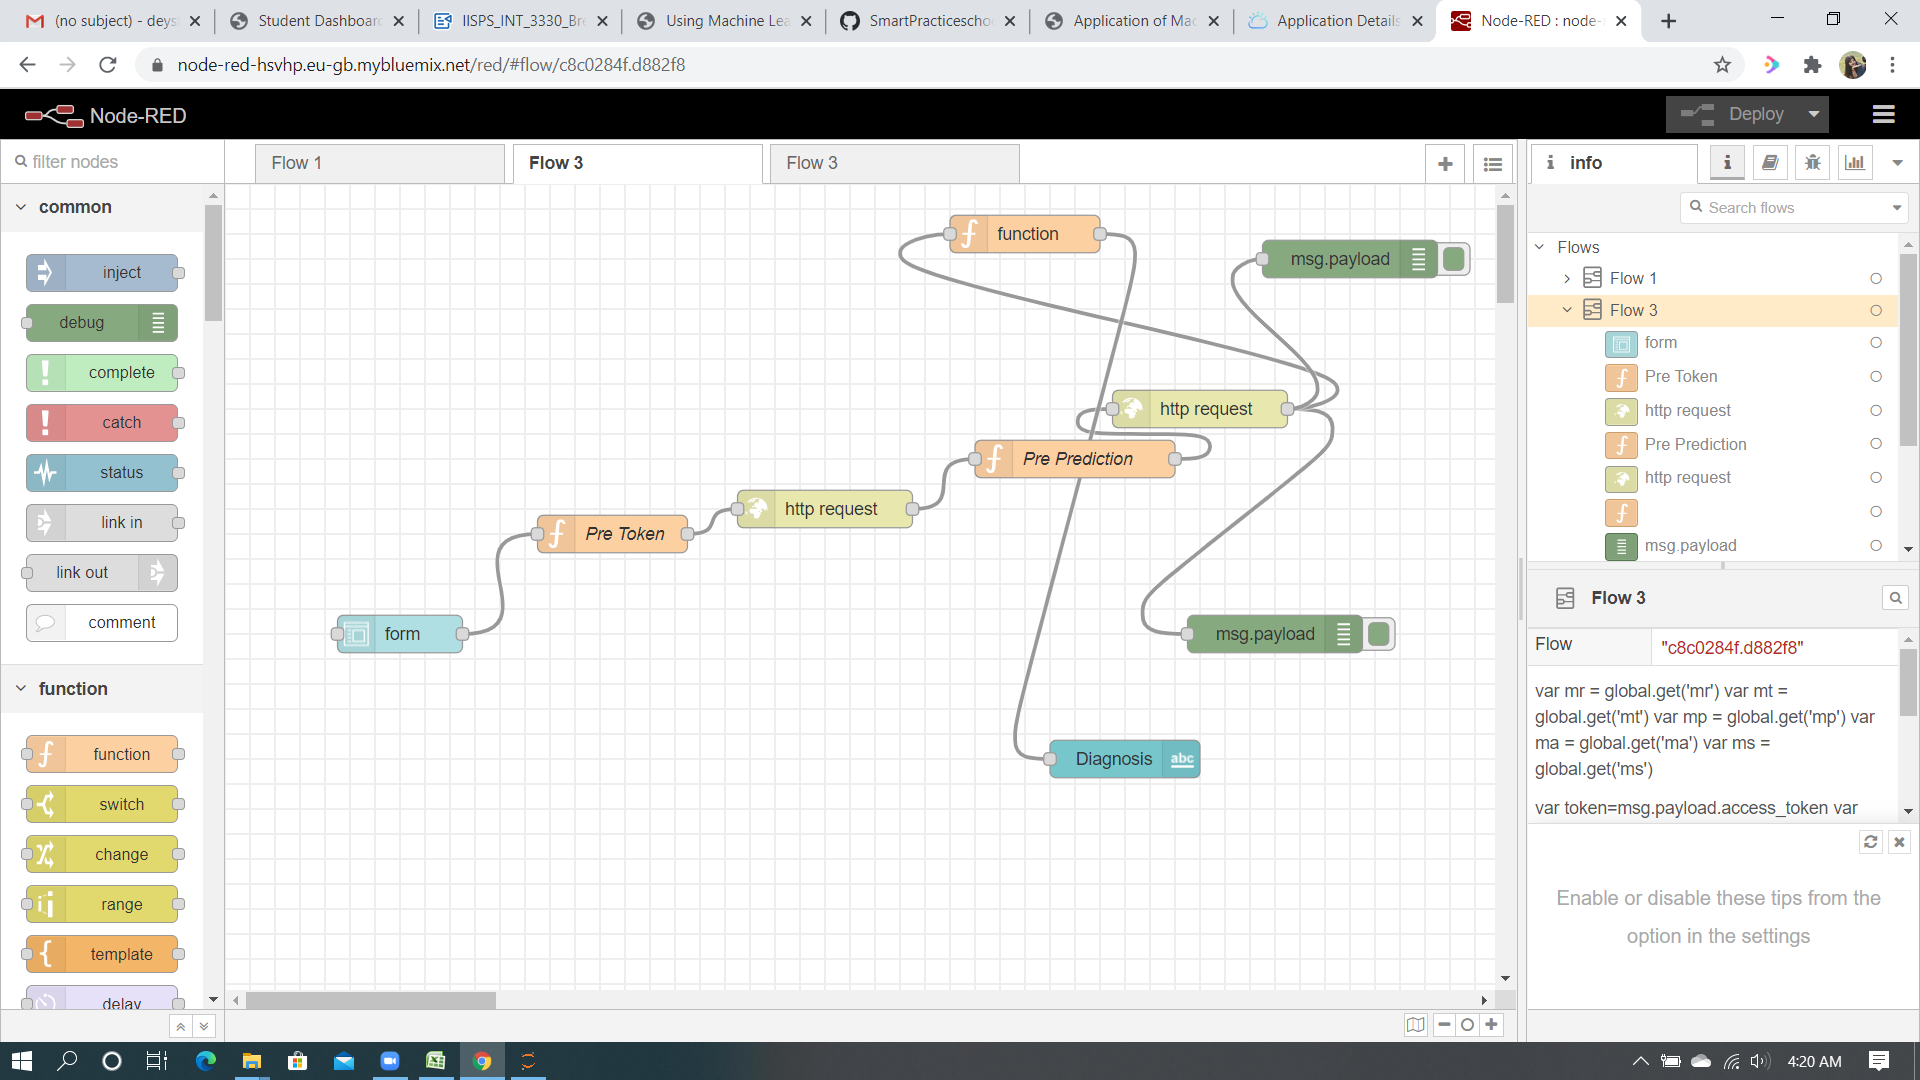 (no subject) - deys
Student Dashboard
IISPS_INT_3330_Bre
Using Machine Lea
SmartPracticescho
Application of Mac
Application Details
Node-RED : node-
node-red-hsvhp.eu-gb.mybluemix.net/red/#flow/c8c0284f.d882f8
Node-RED
Deploy
filter nodes
Flow 1
Flow 3
Flow 3
info
common
inject
debug
complete
catch
status
link in
link out
comment
function
function
switch
change
range
template
delay
function
msg.payload
http request
Pre Prediction
http request
Pre Token
form
msg.payload
Diagnosis
abc
Search flows
Flows
Flow 1
Flow 3
form
Pre Token
http request
Pre Prediction
http request
msg.payload
Flow 3
Flow
"c8c0284f.d882f8"
var mr = global.get('mr') var mt =
global.get('mt') var mp = global.get('mp') var
ma = global.get('ma') var ms =
global.get('ms')
var token=msg.payload.access_token var
Enable or disable these tips from the
option in the settings
4:20 AM